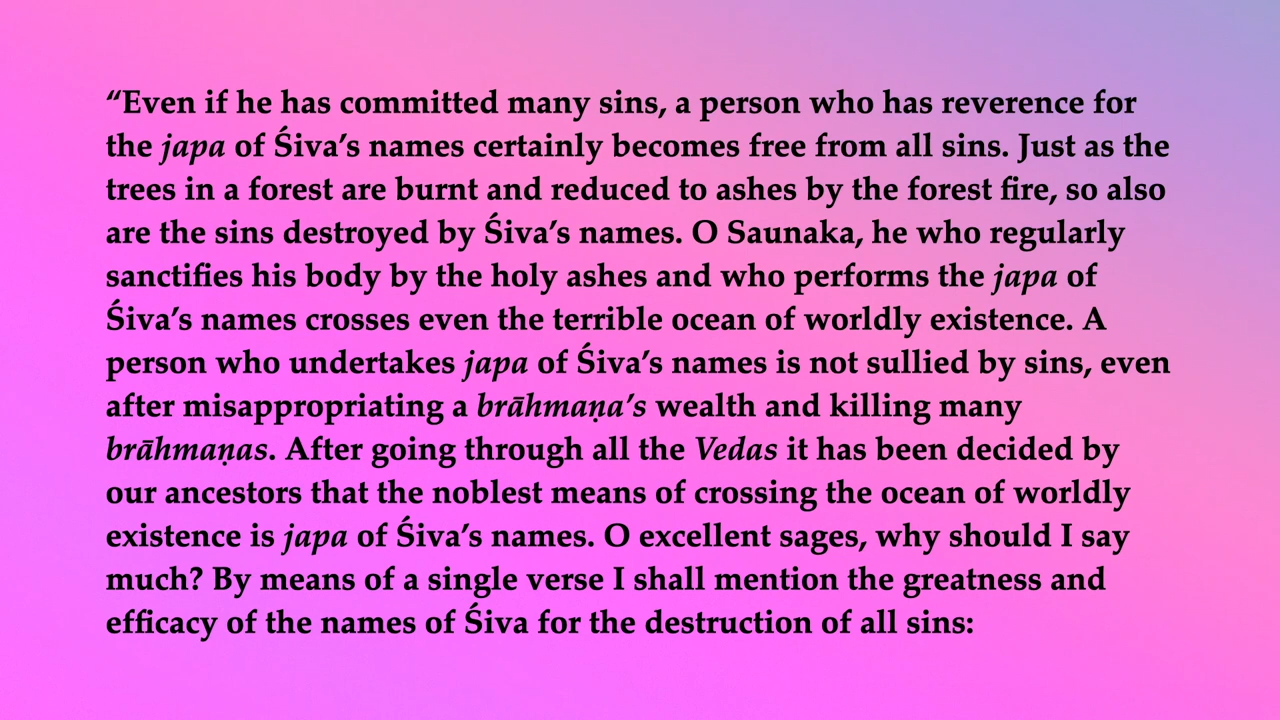 “Even if he has committed many sins, a person who has reverence for
the japa of Śiva’s names certainly becomes free from all sins. Just as the
trees in a forest are burnt and reduced to ashes by the forest fire, so also
are the sins destroyed by Śiva’s names. O Saunaka, he who regularly
sanctifies his body by the holy ashes and who performs the japa of
Śiva’s names crosses even the terrible ocean of worldly existence. A
person who undertakes japa of Śiva’s names is not sullied by sins, even
after misappropriating a brāhmaṇa’s wealth and killing many
brāhmaṇas. After going through all the Vedas it has been decided by
our ancestors that the noblest means of crossing the ocean of worldly
existence is japa of Śiva’s names. O excellent sages, why should I say
much? By means of a single verse I shall mention the greatness and
efficacy of the names of Śiva for the destruction of all sins: